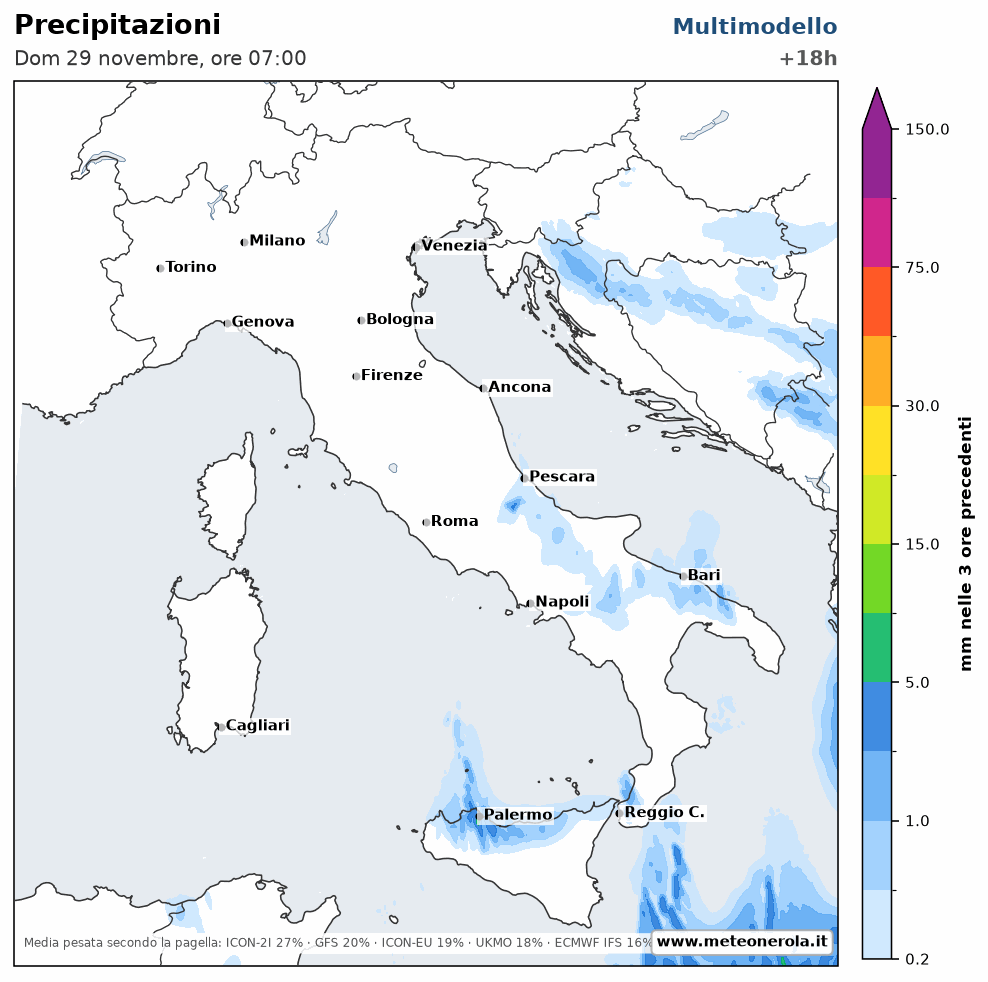 Precipitazioni
Multimodello
Dom 29 novembre, ore 07:00
+18h
150.0
75.0
30.0
15.0
5.0
1.0
0.2
mm nelle 3 ore precedenti
Milano
Venezia
Torino
Genova
Bologna
Firenze
Ancona
Pescara
Roma
Bari
Napoli
Cagliari
Palermo
Reggio C.
Media pesata secondo la pagella: ICON-2I 27% · GFS 20% · ICON-EU 19% · UKMO 18% · ECMWF IFS 16%
www.meteonerola.it